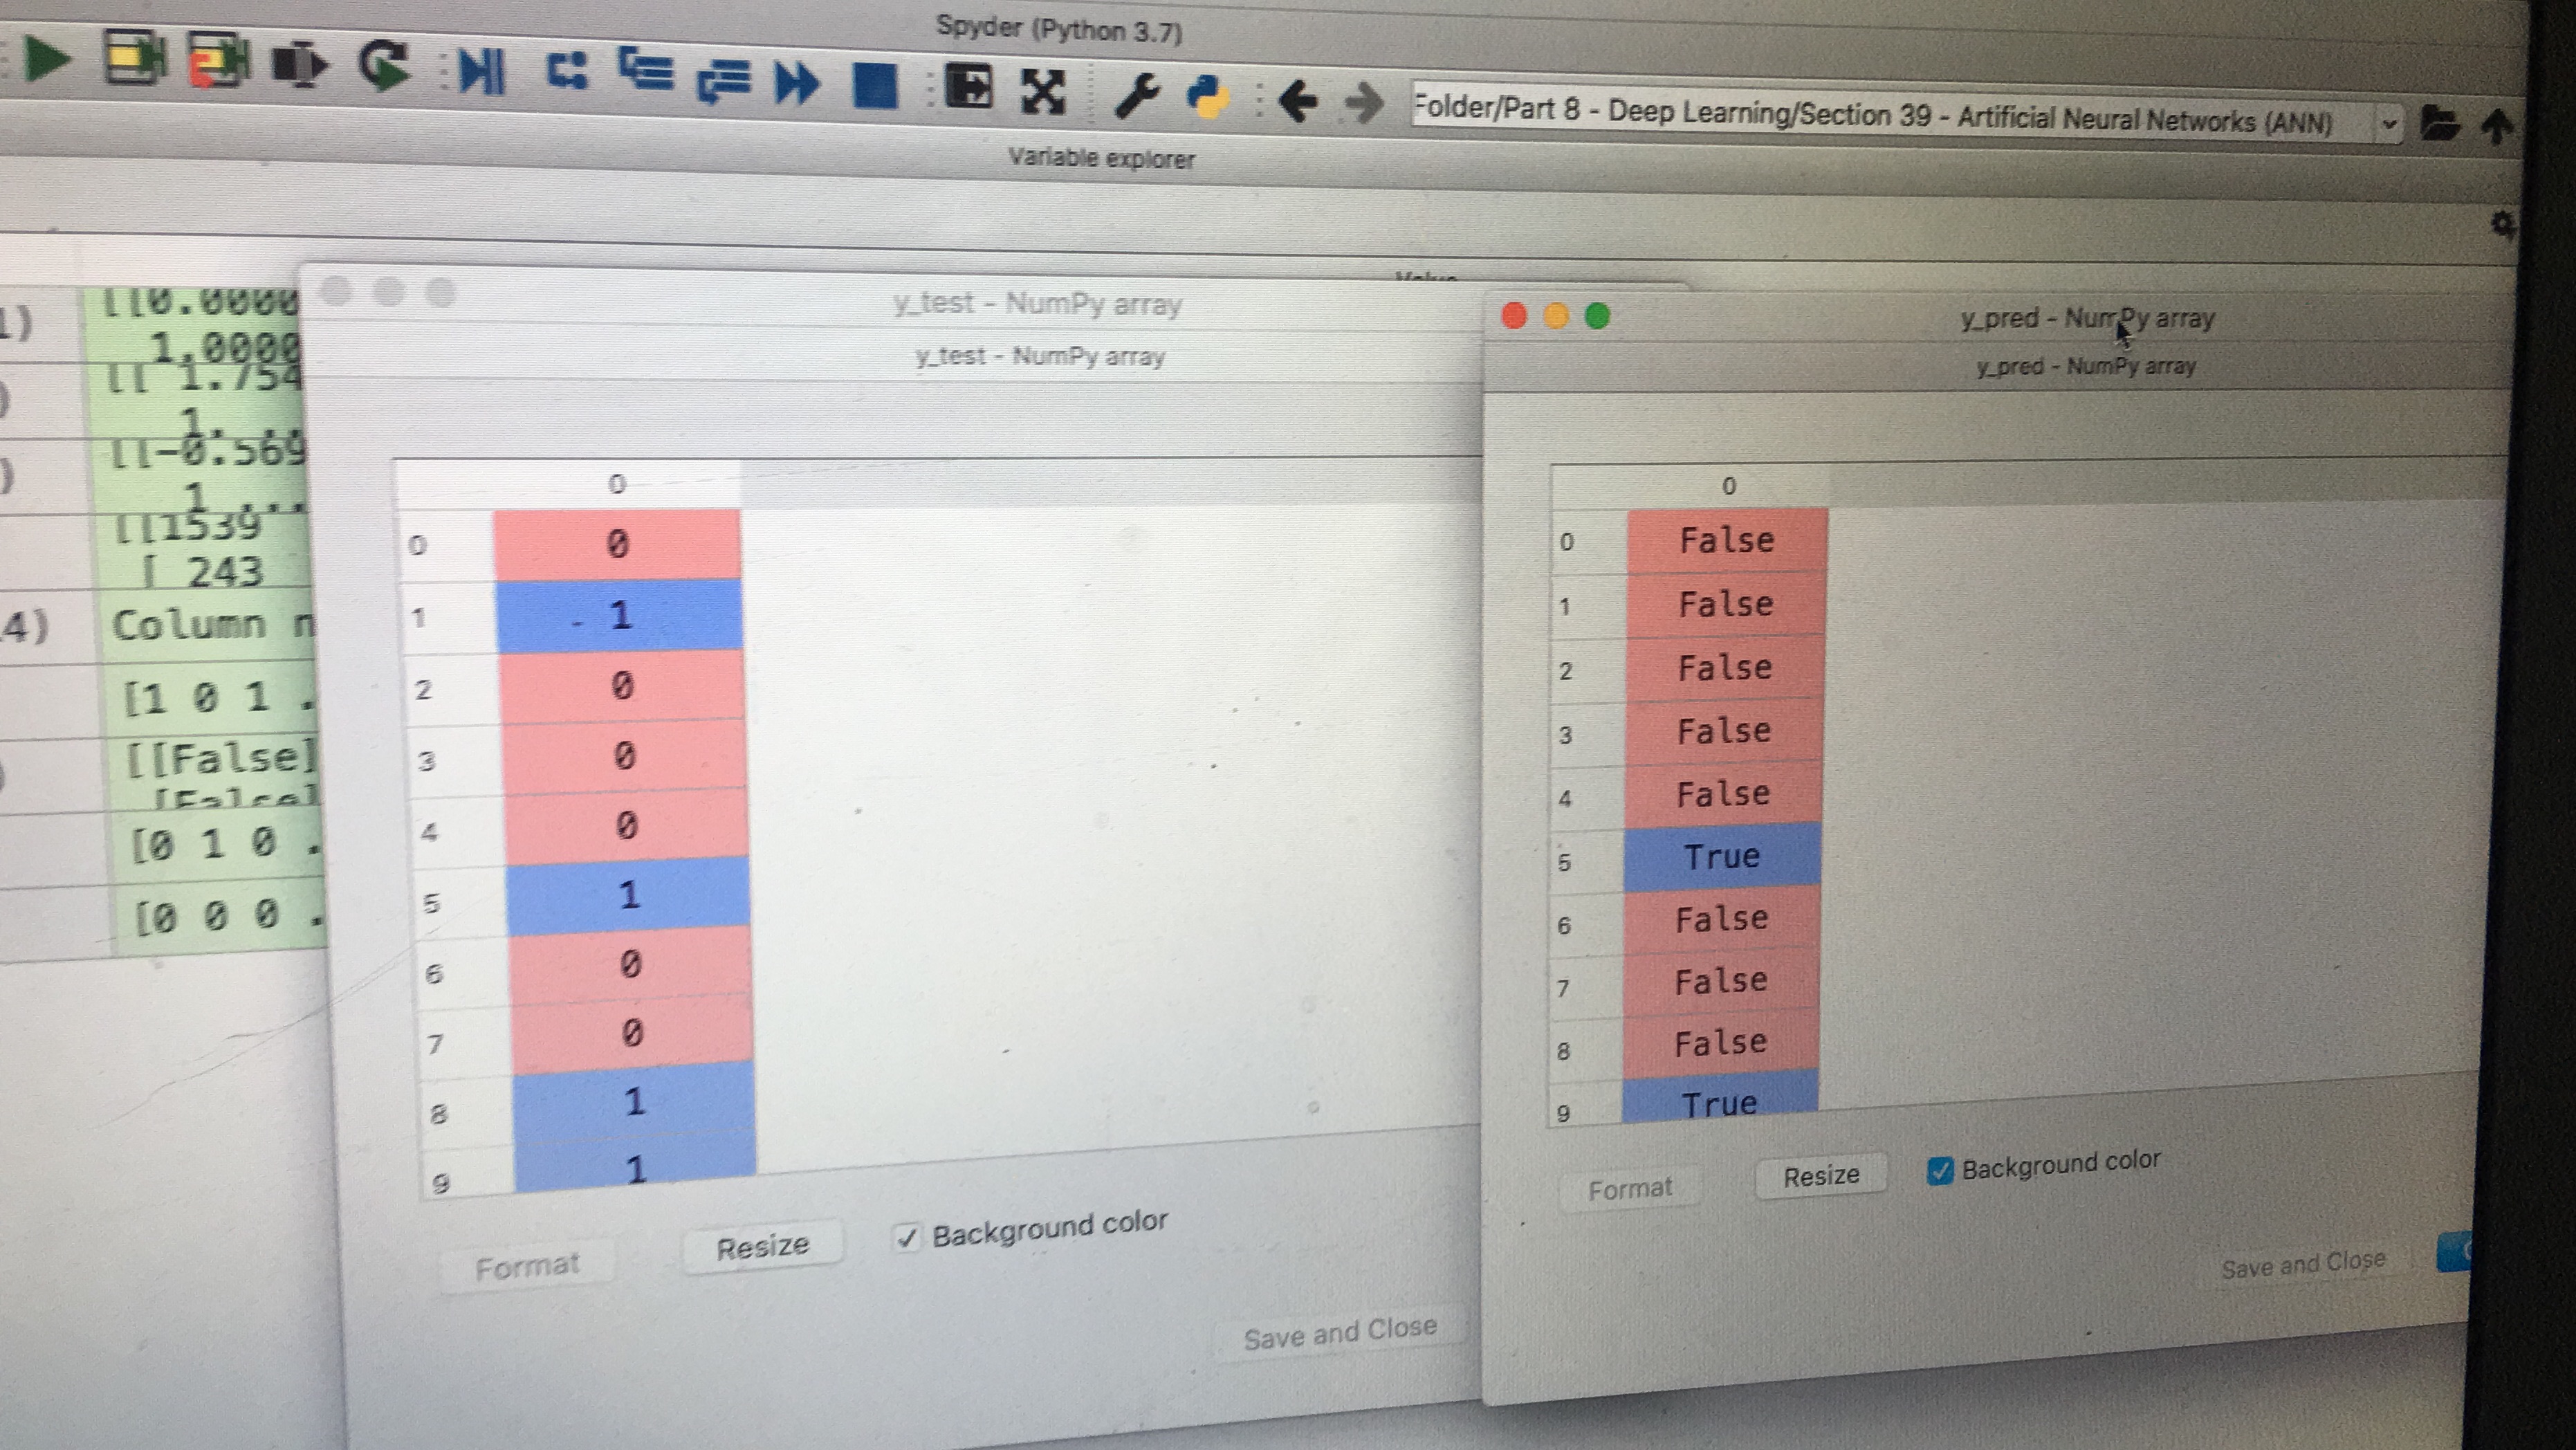 Spyder (Python 3.7)
Folder/Part 8 - Deep Learning/Section 39 - Artificial Neural Networks (ANN)
Variable explorer
[[0.0000
1.0000
[[ 1.754
1. ...
[[-0.569
1 ...
[[1539
[ 243
4) Column n
[1 0 1 .
[[False]
[False]
[0 1 0 .
[0 0 0 .
y_test - NumPy array
y_test - NumPy array
0
0 0
1 1
2 0
3 0
4 0
5 1
6 0
7 0
8 1
9 1
Format Resize Background color
Save and Close
y_pred - NumPy array
y_pred - NumPy array
0
0 False
1 False
2 False
3 False
4 False
5 True
6 False
7 False
8 False
9 True
Format Resize Background color
Save and Close